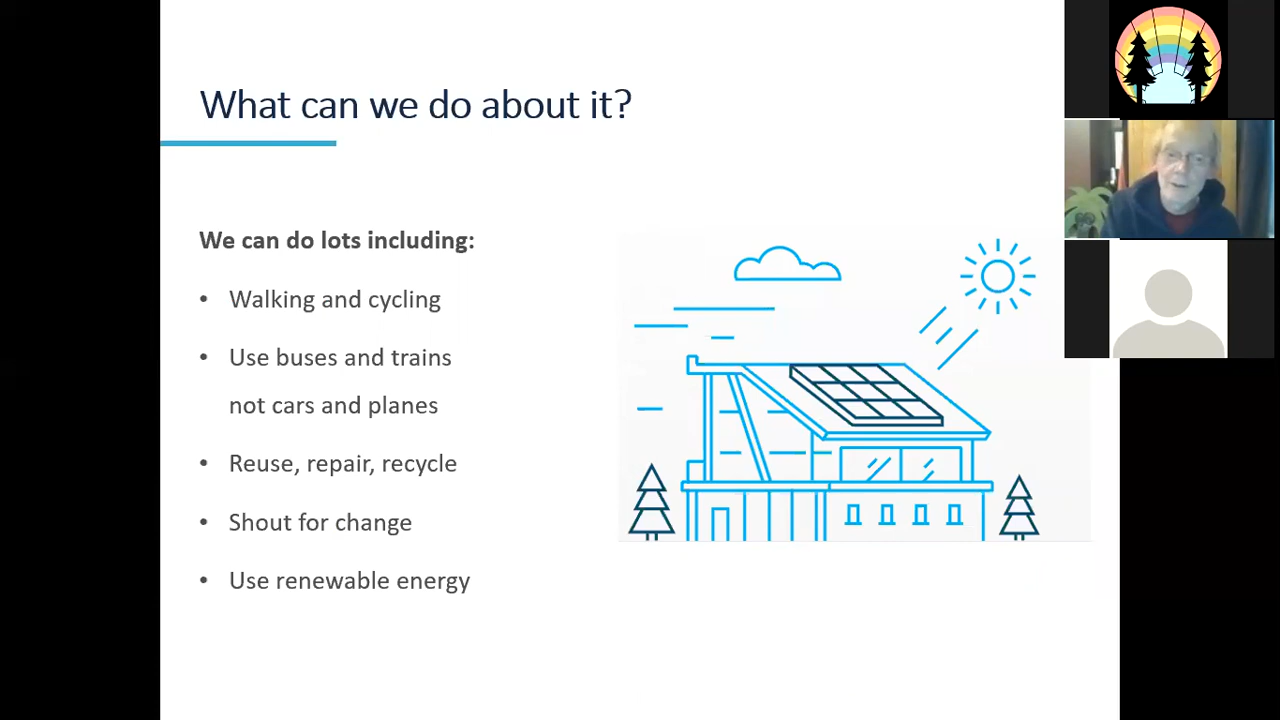 What can we do about it?
We can do lots including:
• Walking and cycling
• Use buses and trains
not cars and planes
• Reuse, repair, recycle
• Shout for change
• Use renewable energy